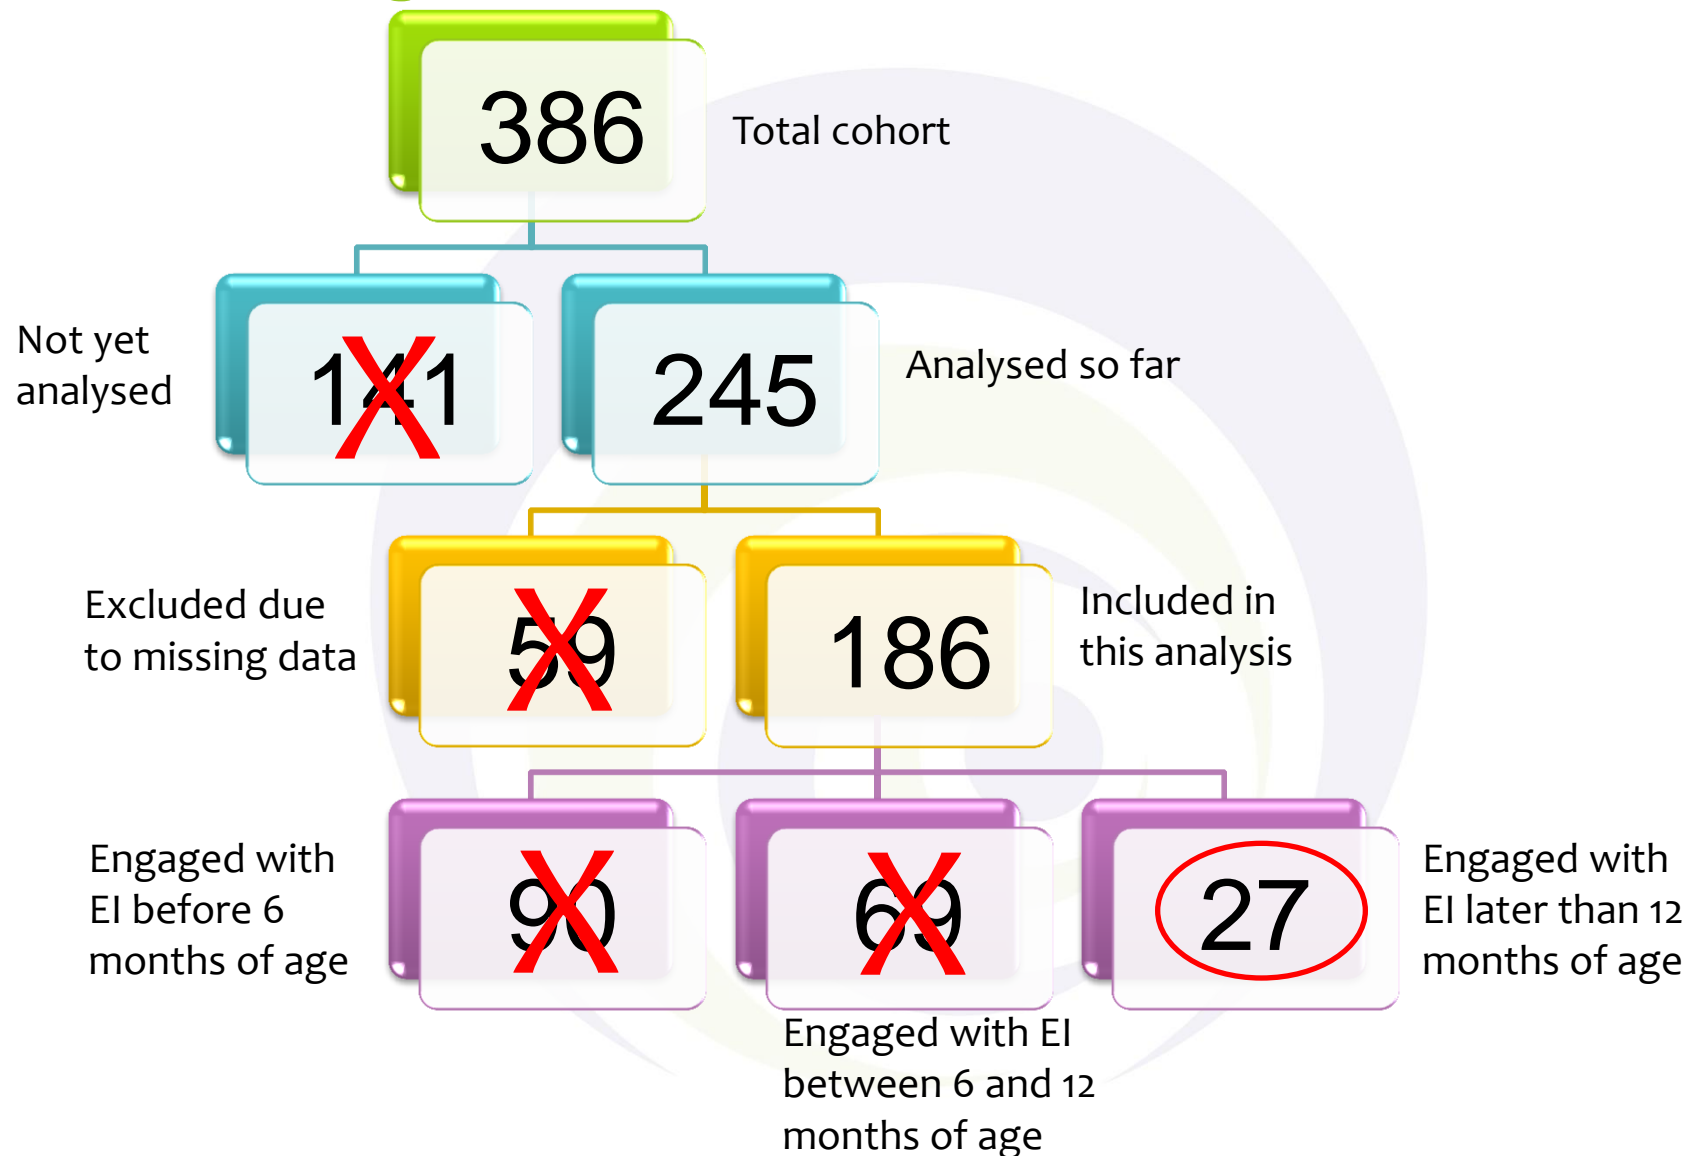 386
Total cohort
Not yet
analysed
141
245
Analysed so far
Excluded due
to missing data
59
186
Included in
this analysis
Engaged with
EI before 6
months of age
90
69
27
Engaged with
EI later than 12
months of age
Engaged with EI
between 6 and 12
months of age